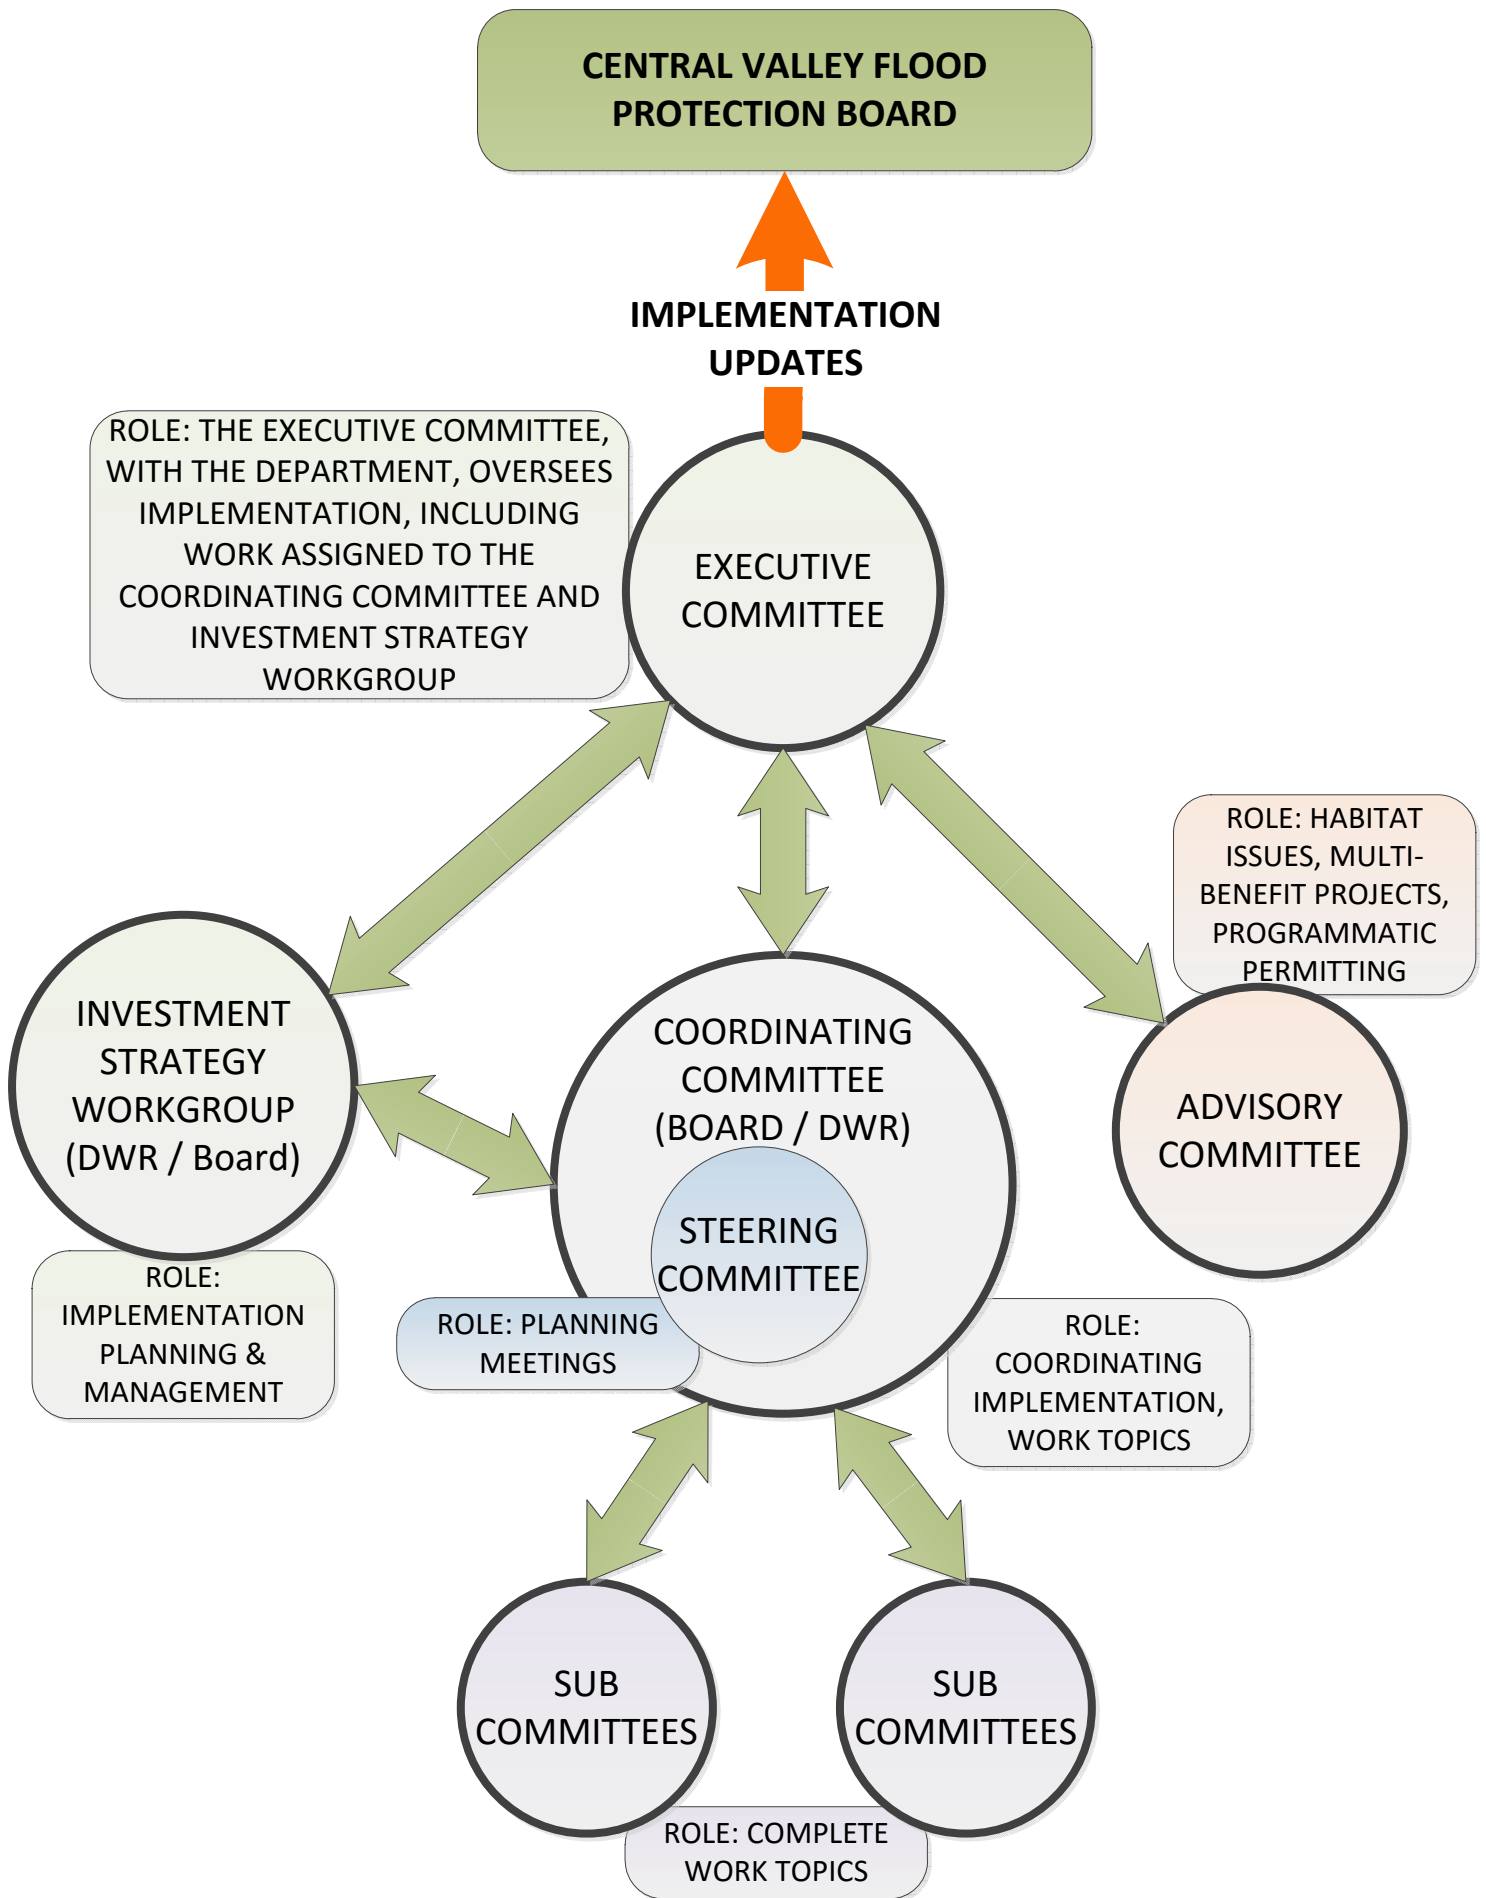 CENTRAL VALLEY FLOOD
PROTECTION BOARD
IMPLEMENTATION
UPDATES
ROLE: THE EXECUTIVE COMMITTEE,
WITH THE DEPARTMENT, OVERSEES
IMPLEMENTATION, INCLUDING
WORK ASSIGNED TO THE
COORDINATING COMMITTEE AND
INVESTMENT STRATEGY
WORKGROUP
EXECUTIVE
COMMITTEE
ROLE: HABITAT
ISSUES, MULTI-
BENEFIT PROJECTS,
PROGRAMMATIC
PERMITTING
INVESTMENT
STRATEGY
WORKGROUP
(DWR / Board)
COORDINATING
COMMITTEE
(BOARD / DWR)
ADVISORY
COMMITTEE
STEERING
COMMITTEE
ROLE:
IMPLEMENTATION
PLANNING &
MANAGEMENT
ROLE: PLANNING
MEETINGS
ROLE:
COORDINATING
IMPLEMENTATION,
WORK TOPICS
SUB
COMMITTEES
SUB
COMMITTEES
ROLE: COMPLETE
WORK TOPICS